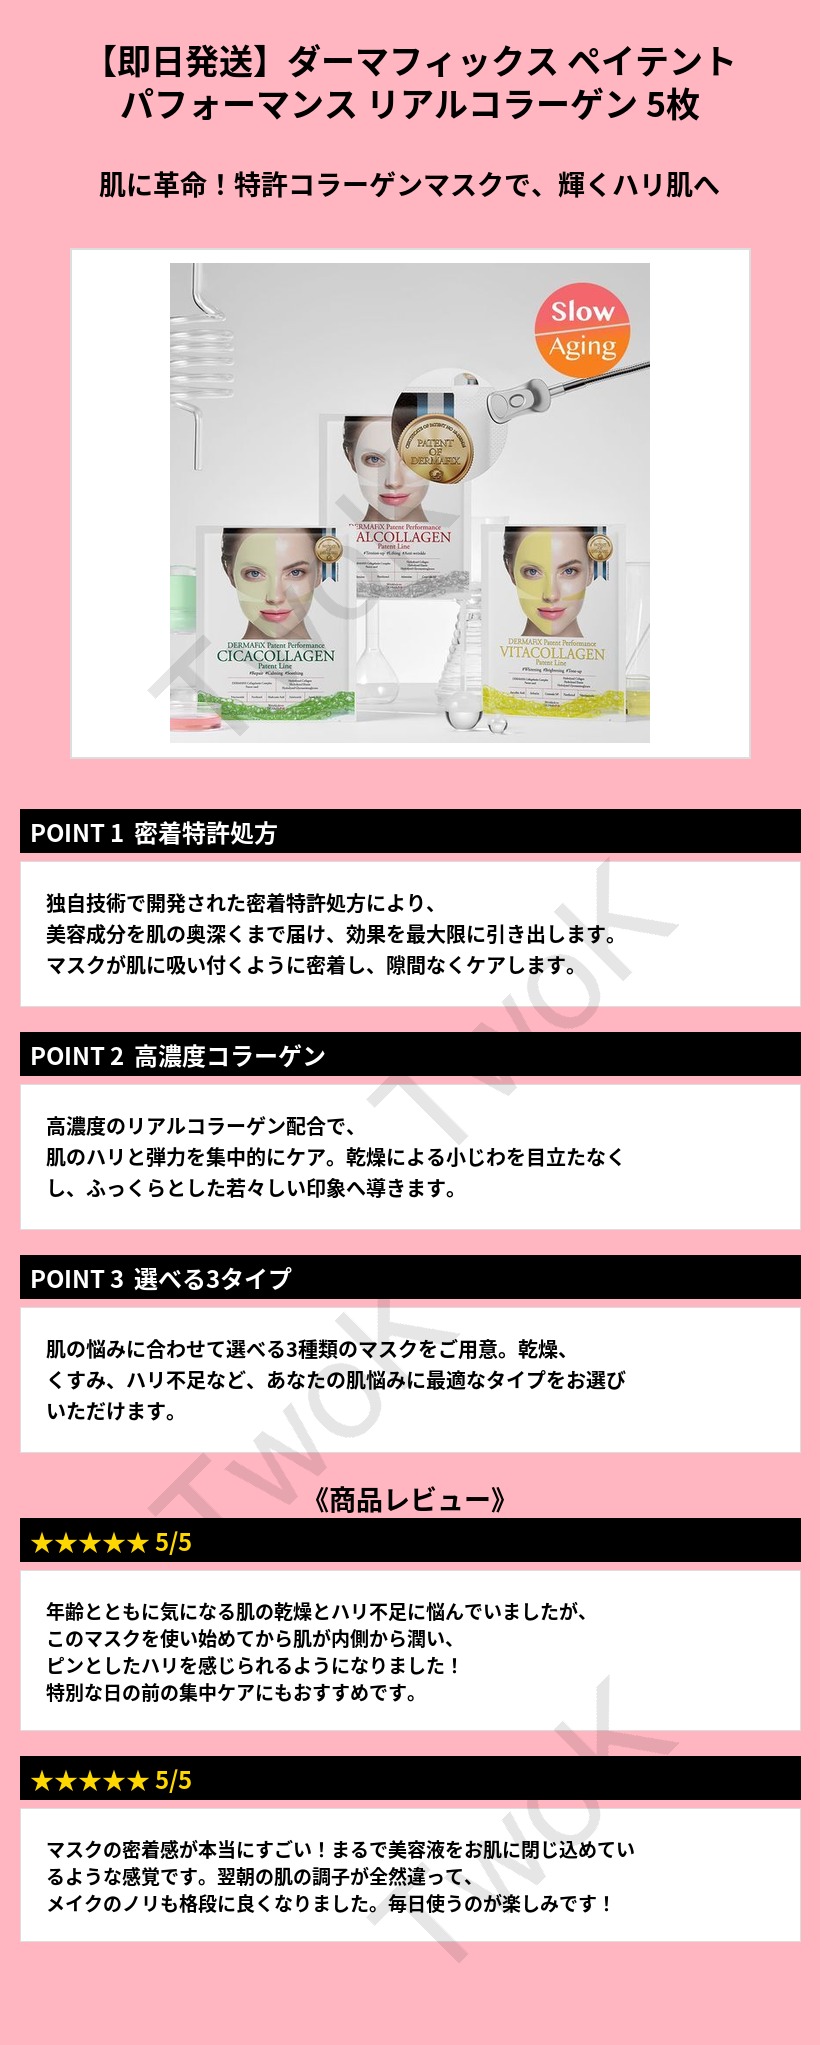 【即日発送】ダーマフィックス ペイテント
パフォーマンス リアルコラーゲン 5枚
肌に革命！特許コラーゲンマスクで、輝くハリ肌へ
Slow
Aging
PATENT
OF
DERMAFIX
DERMAFIX Patent Performance
ALCOLLAGEN
Patent Line
DERMAFIX Patent Performance
CICACOLLAGEN
Patent Line
#Repair #Calming #Soothing
DERMAFIX Patent Performance
VITACOLLAGEN
Patent Line
#Whitening #Brightening #Tone-up
TwoK
POINT 1 密着特許処方
独自技術で開発された密着特許処方により、
美容成分を肌の奥深くまで届け、効果を最大限に引き出します。
マスクが肌に吸い付くように密着し、隙間なくケアします。
TwoK
POINT 2 高濃度コラーゲン
高濃度のリアルコラーゲン配合で、
肌のハリと弾力を集中的にケア。乾燥による小じわを目立たなく
し、ふっくらとした若々しい印象へ導きます。
POINT 3 選べる3タイプ
肌の悩みに合わせて選べる3種類のマスクをご用意。乾燥、
くすみ、ハリ不足など、あなたの肌悩みに最適なタイプをお選び
いただけます。
TwoK
《商品レビュー》
★★★★★ 5/5
年齢とともに気になる肌の乾燥とハリ不足に悩んでいましたが、
このマスクを使い始めてから肌が内側から潤い、
ピンとしたハリを感じられるようになりました！
特別な日の前の集中ケアにもおすすめです。
★★★★★ 5/5
マスクの密着感が本当にすごい！まるで美容液をお肌に閉じ込めてい
るような感覚です。翌朝の肌の調子が全然違って、
メイクのノリも格段に良くなりました。毎日使うのが楽しみです！
TwoK